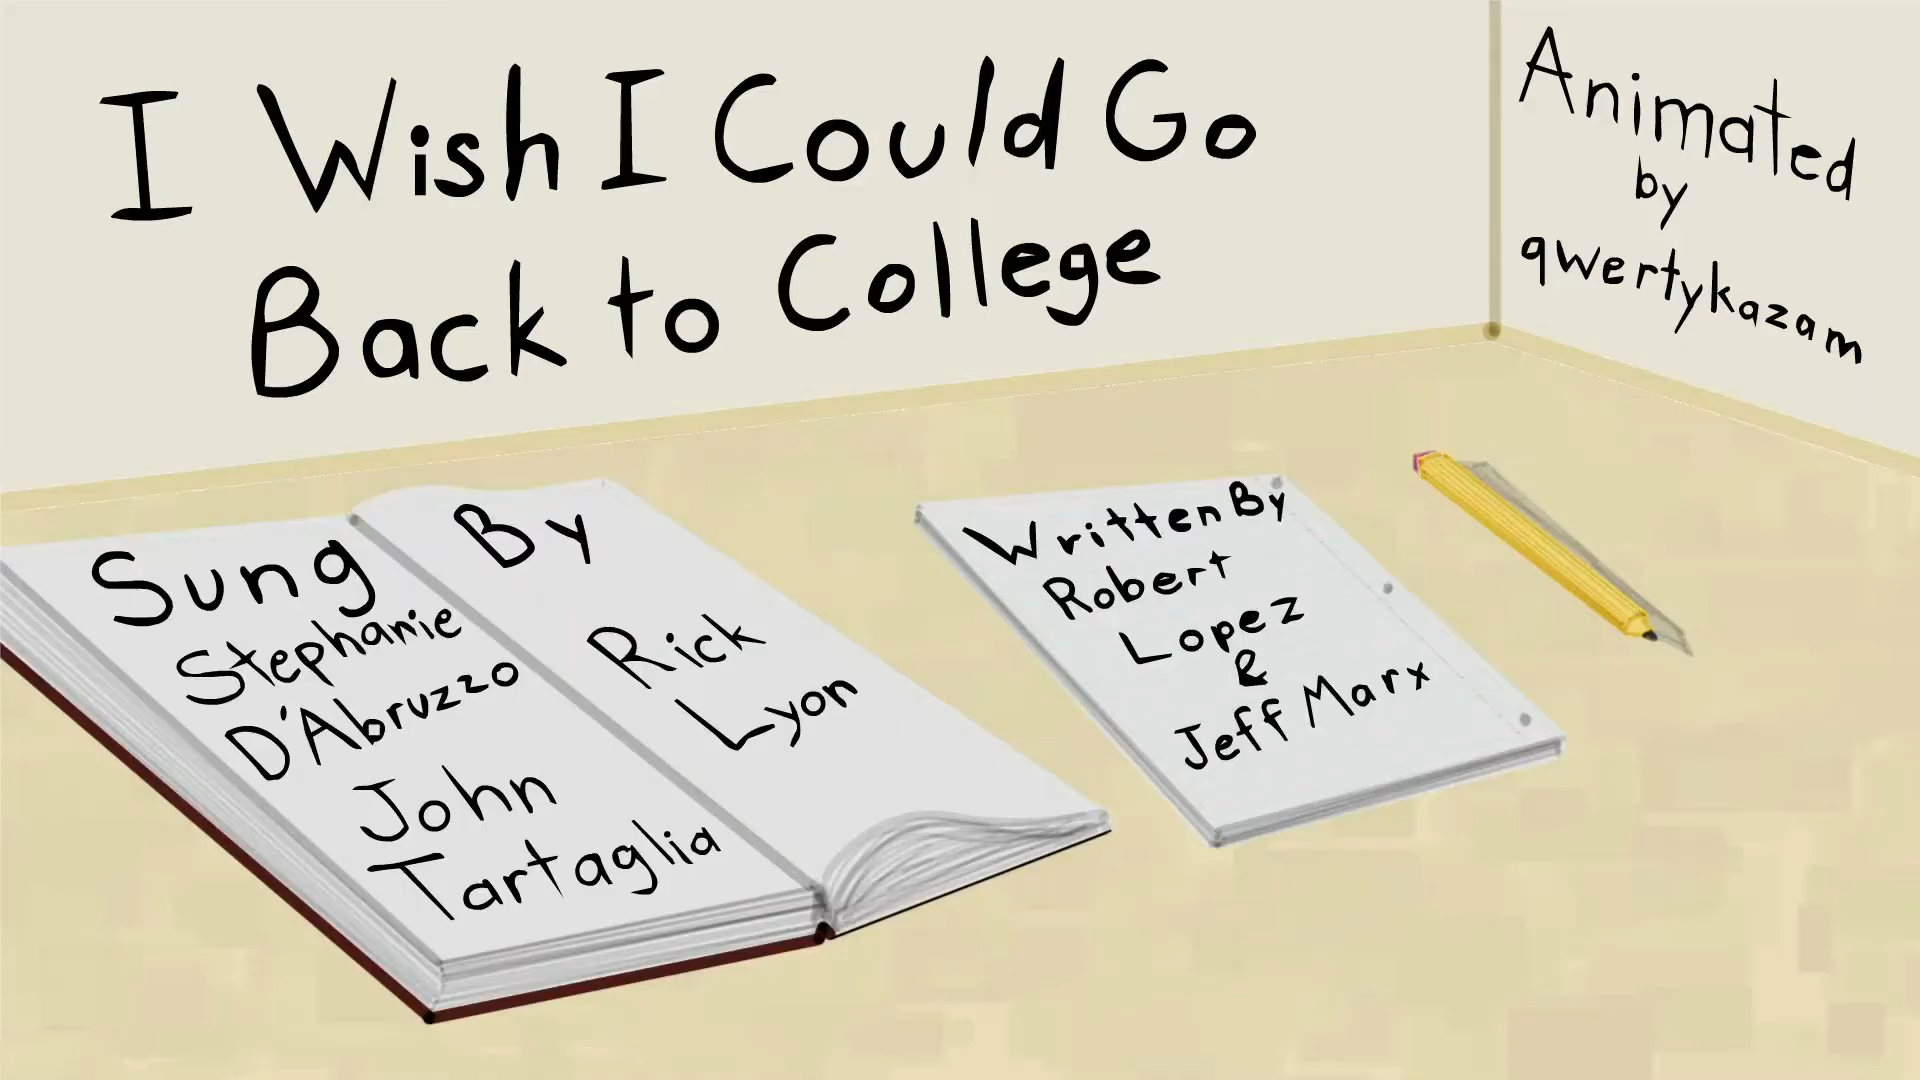 I Wish I Could Go
Back to College
Animated
by
qwertykazam
Sung By
Stephanie
D'Abruzzo
John
Tartaglia
Rick
Lyon
Written By
Robert
Lopez
&
Jeff Marx